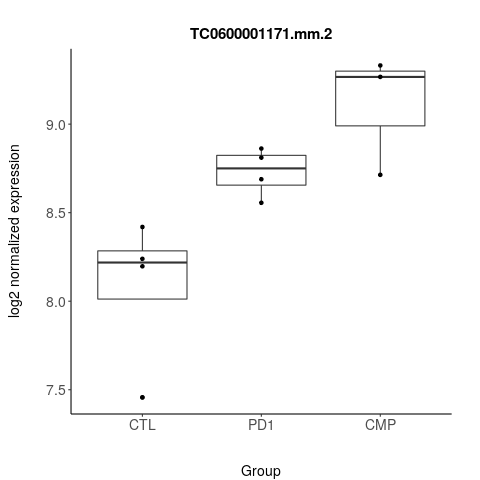 TC0600001171.mm.2
log2 normalized expression
9.0
8.5
8.0
7.5
CTL PD1 CMP
Group